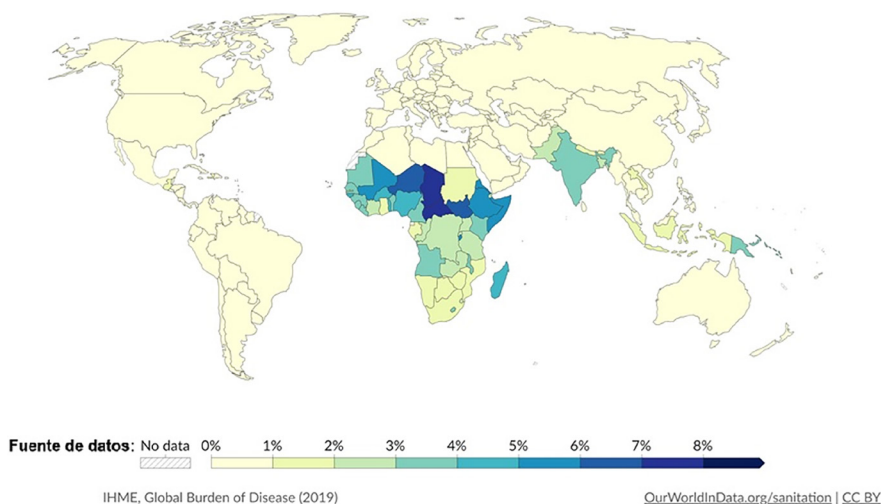 Fuente de datos: No data 0% 1% 2% 3% 4% 5% 6% 7% 8%
IHME, Global Burden of Disease (2019) OurWorldInData.org/sanitation | CC BY